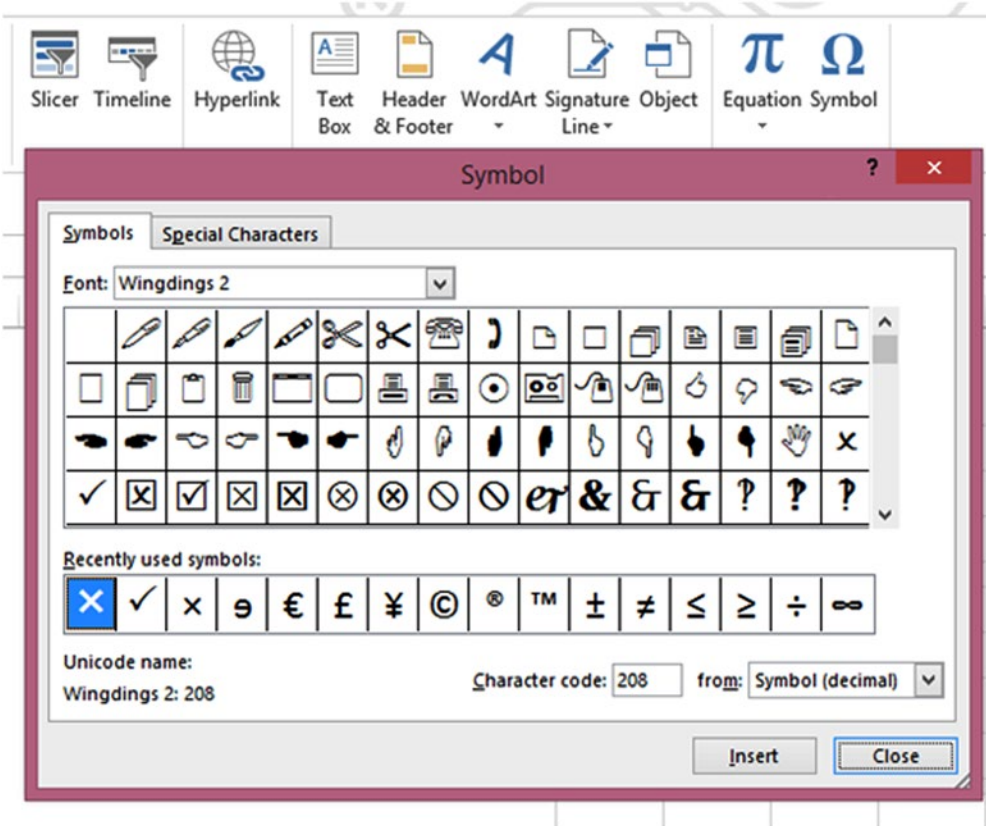 Slicer Timeline Hyperlink Text Box Header & Footer WordArt Signature Line Object Equation Symbol
Symbol ? ×
Symbols Special Characters
Font: Wingdings 2
Recently used symbols:
× ✓ × ɘ € £ ¥ © ® ™ ± ≠ ≤ ≥ ÷ ∞
Unicode name:
Wingdings 2: 208
Character code: 208 from: Symbol (decimal)
Insert Close